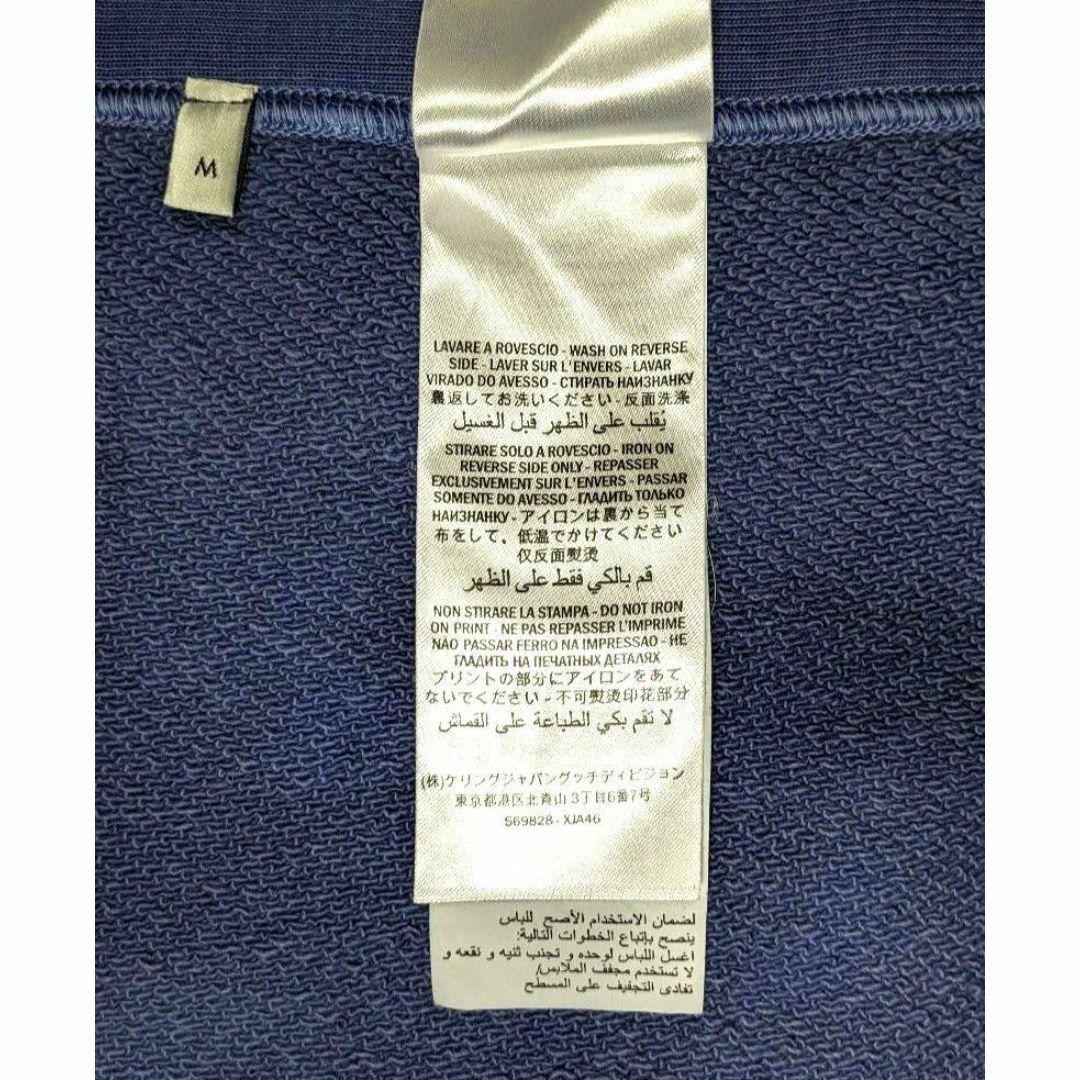 M
LAVARE A ROVESCIO - WASH ON REVERSE
SIDE - LAVER SUR L'ENVERS - LAVAR
VIRADO DO AVESSO - СТИРАТЬ НАИЗНАНКУ
裏返してお洗いください - 反面洗涤
يُقلب على الظهر قبل الغسيل
STIRARE SOLO A ROVESCIO - IRON ON
REVERSE SIDE ONLY - REPASSER
EXCLUSIVEMENT SUR L'ENVERS - PASSAR
SOMENTE DO AVESSO - ГЛАДИТЬ ТОЛЬКО
НАИЗНАНКУ - アイロンは裏から当て
布をして、低温でかけてください
仅反面熨烫
قم بالكي فقط على الظهر
NON STIRARE LA STAMPA - DO NOT IRON
ON PRINT - NE PAS REPASSER L'IMPRIME
NÃO PASSAR FERRO NA IMPRESSAO - НЕ
ГЛАДИТЬ НА ПЕЧАТНЫХ ДЕТАЛЯХ
プリントの部分にアイロンをあて
ないでください - 不可熨烫印花部分
لا تقم بكي الطباعة على القماش
(株)ケリングジャパングッチディビジョン
東京都港区北青山3丁目6番7号
569828 - XJA46
لضمان الاستخدام الأصح للباس
ينصح بإتباع الخطرات التالية:
اغسل اللباس لوحده و تجنب ثنيه و نقعه و
لا تستخدم مجفف الملابس/
تفادى التجفيف على المسطح